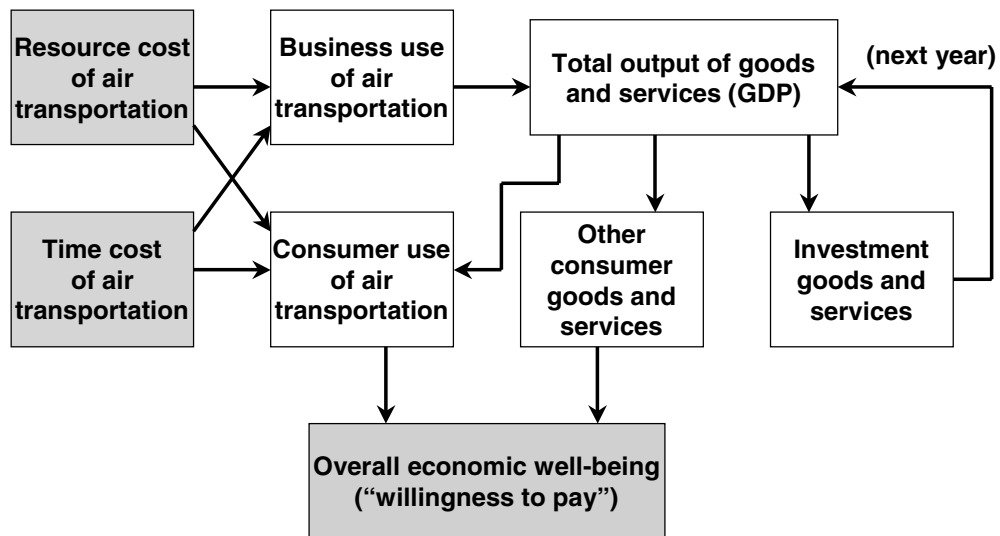 Resource cost
of air
transportation
Business use
of air
transportation
Total output of goods
and services (GDP)
(next year)
Time cost
of air
transportation
Consumer use
of air
transportation
Other
consumer
goods and
services
Investment
goods and
services
Overall economic well-being
(“willingness to pay”)